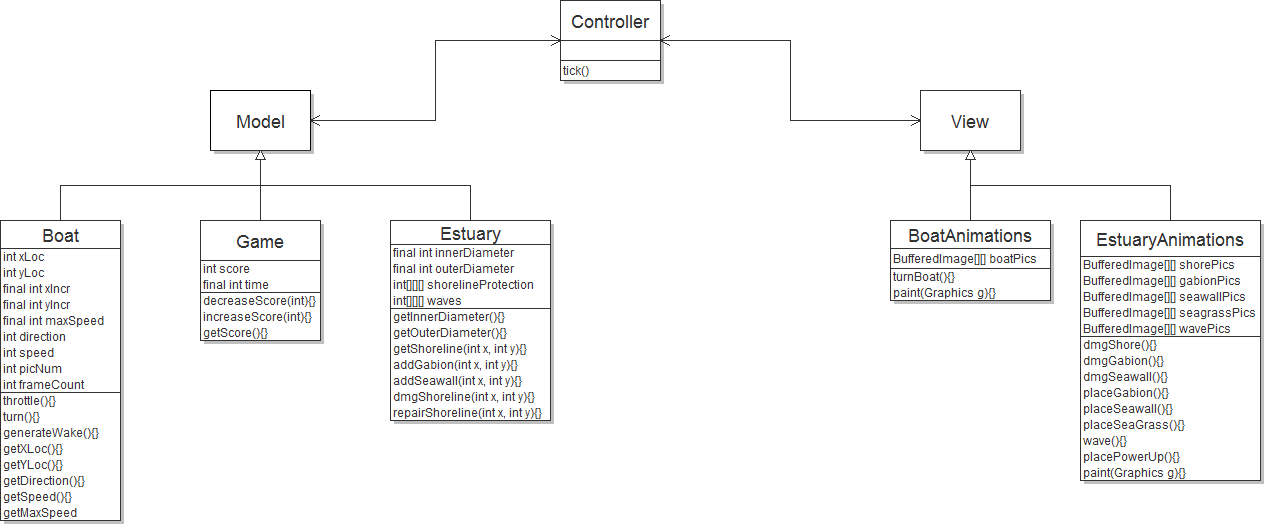 Controller
tick()
Model
View
Boat
int xLoc
int yLoc
final int xIncr
final int yIncr
final int maxSpeed
int direction
int speed
int picNum
int frameCount
throttle(){}
turn(){}
generateWake(){}
getXLoc(){}
getYLoc(){}
getDirection(){}
getSpeed(){}
getMaxSpeed
Game
int score
final int time
decreaseScore(int){}
increaseScore(int){}
getScore(){}
Estuary
final int innerDiameter
final int outerDiameter
int[][][] shorelineProtection
int[][][] waves
getInnerDiameter(){}
getOuterDiameter(){}
getShoreline(int x, int y){}
addGabion(int x, int y){}
addSeawall(int x, int y){}
dmgShoreline(int x, int y){}
repairShoreline(int x, int y){}
BoatAnimations
BufferedImage[][] boatPics
turnBoat(){}
paint(Graphics g){}
EstuaryAnimations
BufferedImage[][] shorePics
BufferedImage[][] gabionPics
BufferedImage[][] seawallPics
BufferedImage[][] seagrassPics
BufferedImage[][] wavePics
dmgShore(){}
dmgGabion(){}
dmgSeawall(){}
placeGabion(){}
placeSeawall(){}
placeSeaGrass(){}
wave(){}
placePowerUp(){}
paint(Graphics g){}